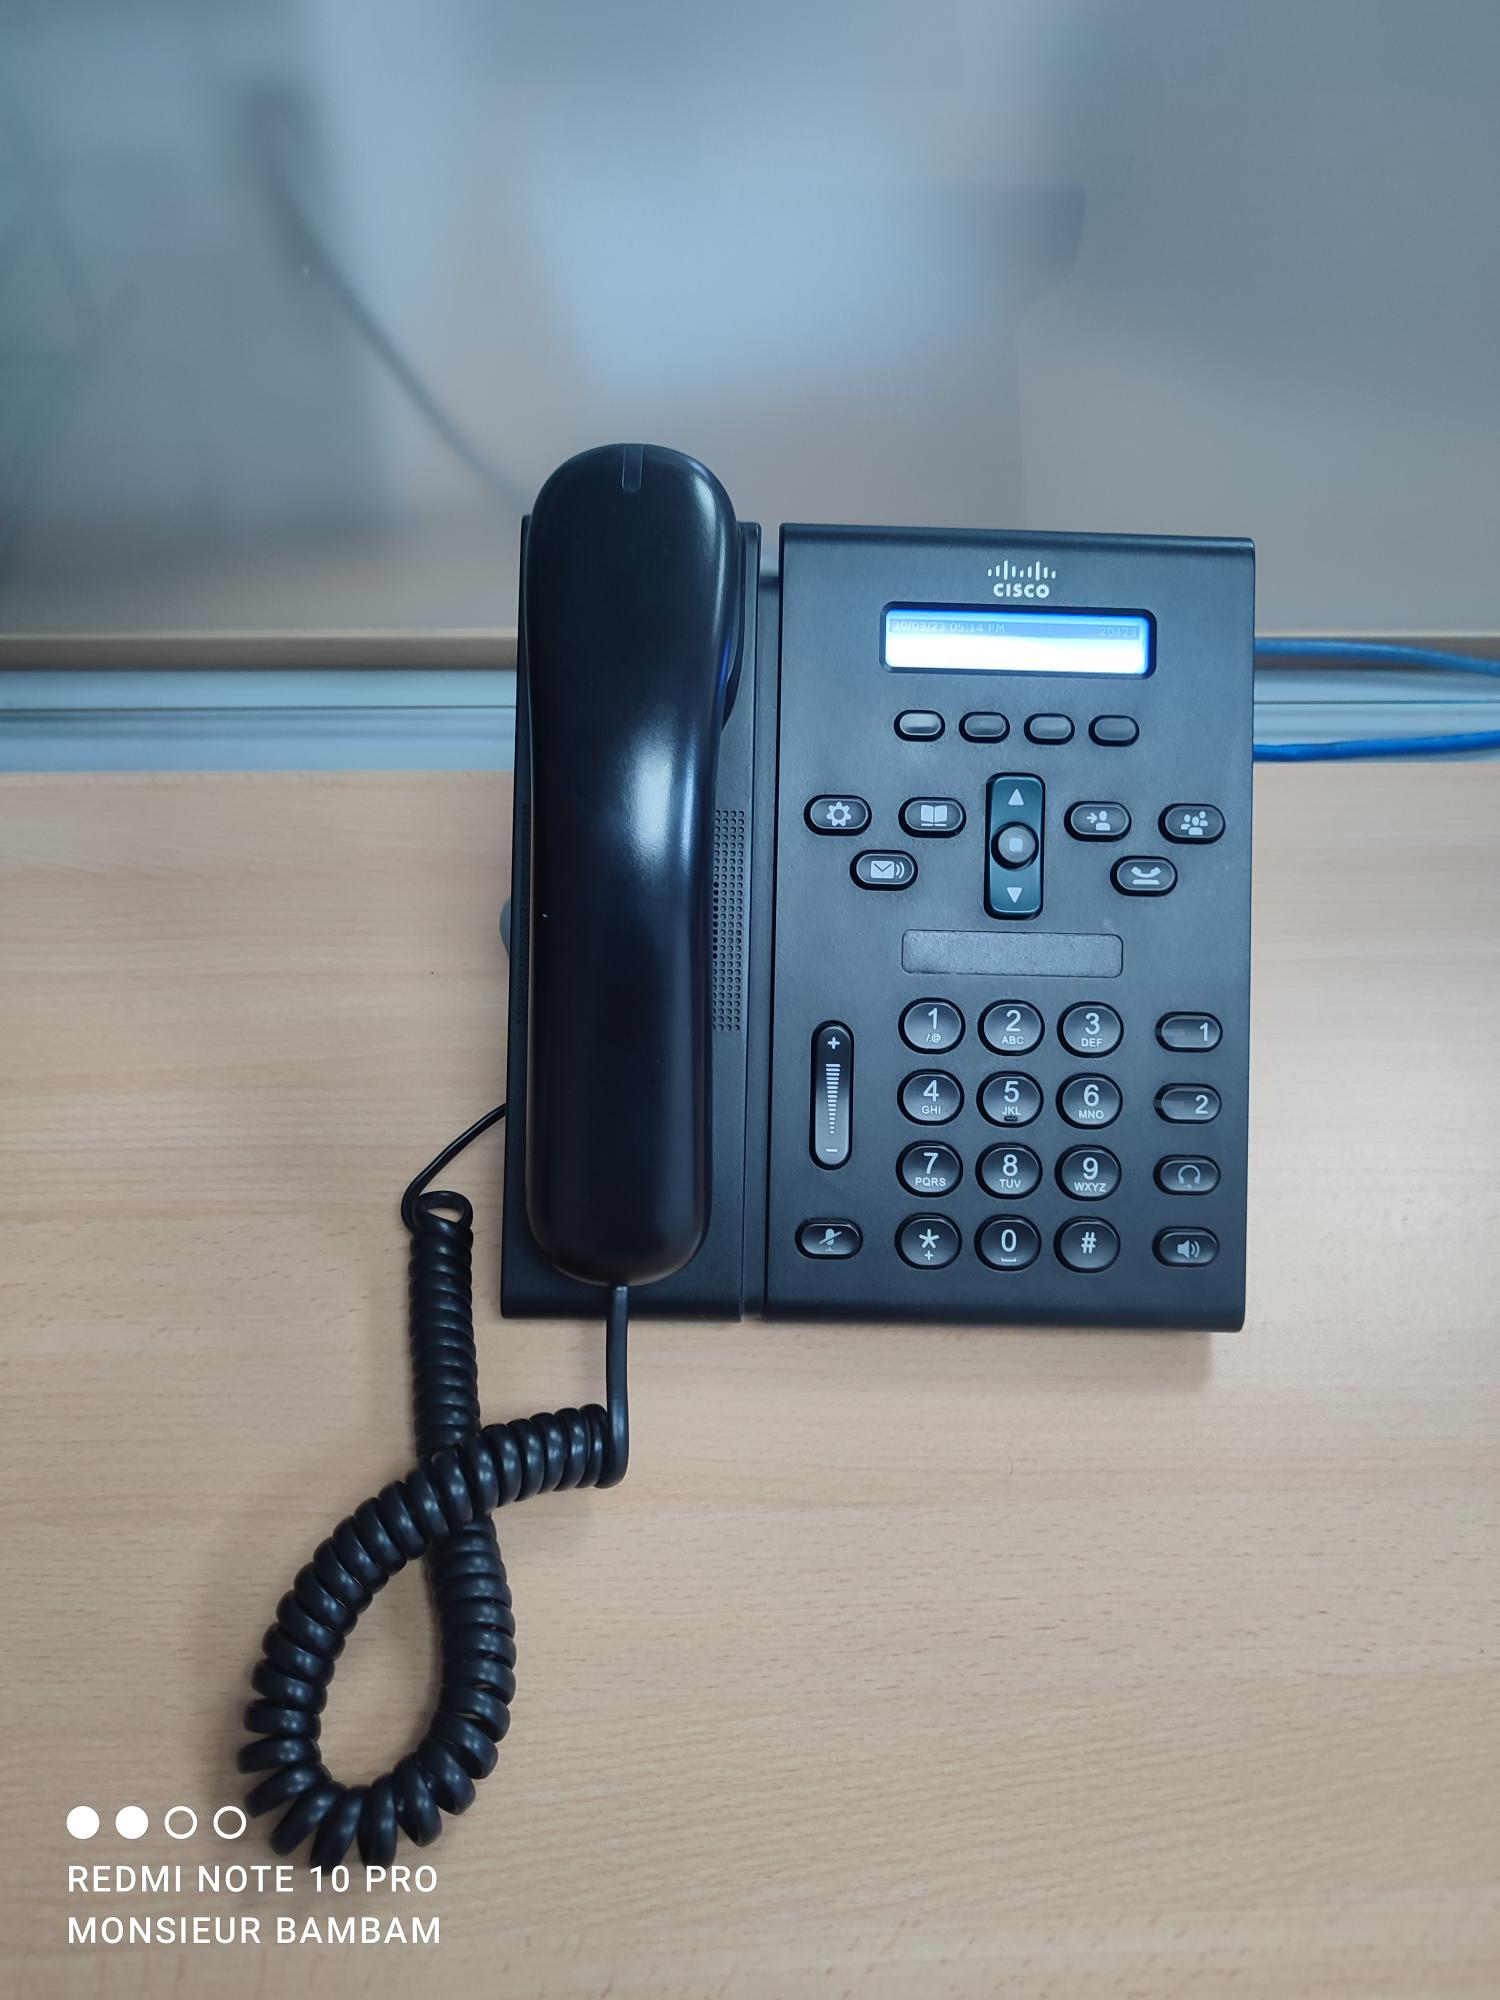 CISCO
30/03/23 05:14 PM 20423
1 2 3 1
/.@ ABC DEF
4 5 6 2
GHI JKL MNO
7 8 9
PQRS TUV WXYZ
* 0 #
+
REDMI NOTE 10 PRO
MONSIEUR BAMBAM